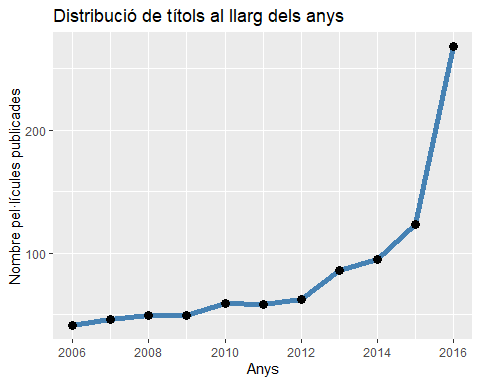 Distribució de títols al llarg dels anys
Nombre pel·lícules publicades
200
100
2006 2008 2010 2012 2014 2016
Anys